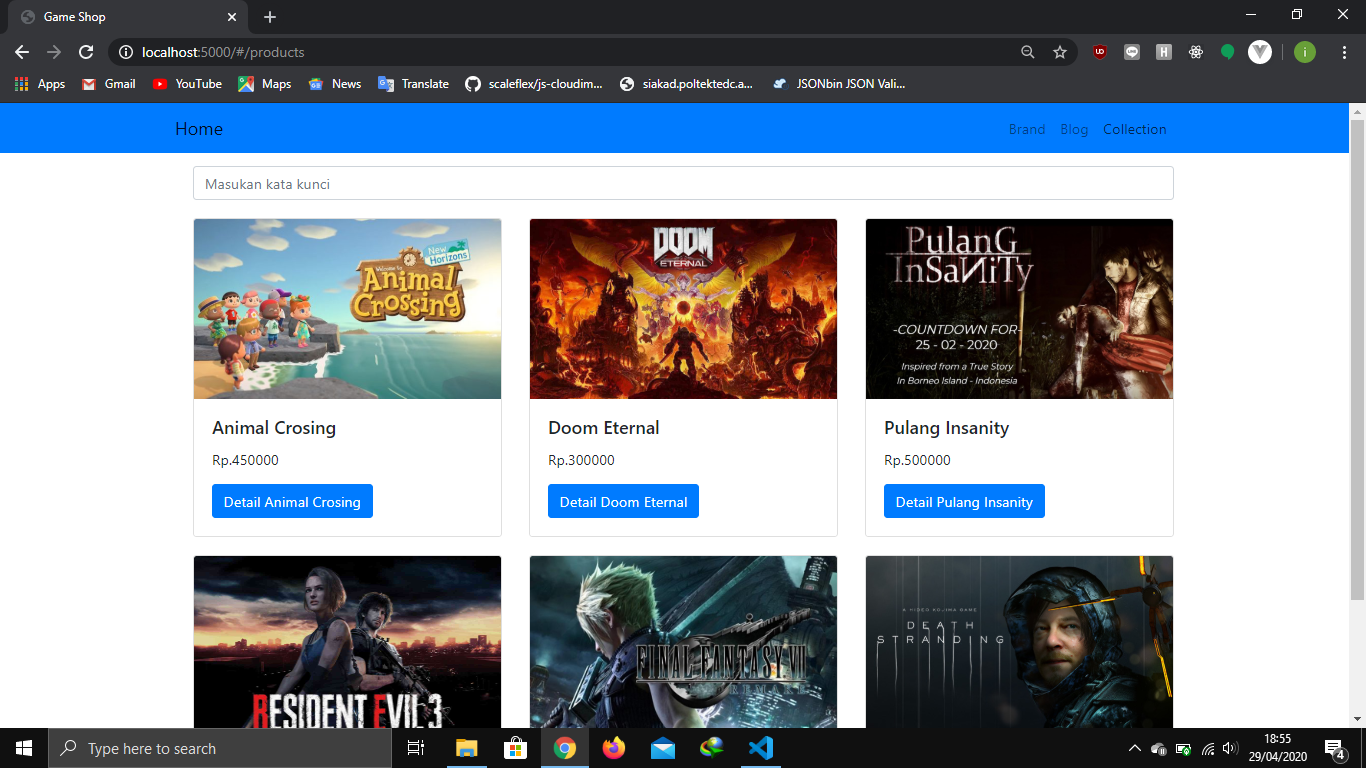 Game Shop
localhost:5000/#/products
Apps Gmail YouTube Maps News Translate scaleflex/js-cloudim... siakad.poltektedc.a... JSONbin JSON Vali...
Home Brand Blog Collection
Masukan kata kunci
New
Horizons
Welcome to
Animal
Crossing
DOOM
ETERNAL
PulanG
InSaИiTy
-COUNTDOWN FOR-
25 - 02 - 2020
Inspired from a True Story
In Borneo Island - Indonesia
Animal Crosing
Rp.450000
Detail Animal Crosing
Doom Eternal
Rp.300000
Detail Doom Eternal
Pulang Insanity
Rp.500000
Detail Pulang Insanity
RESIDENT EVIL 3
FINAL FANTASY VII
REMAKE
A HIDEO KOJIMA GAME
DEATH
STRANDING
Type here to search
18:55
29/04/2020
4